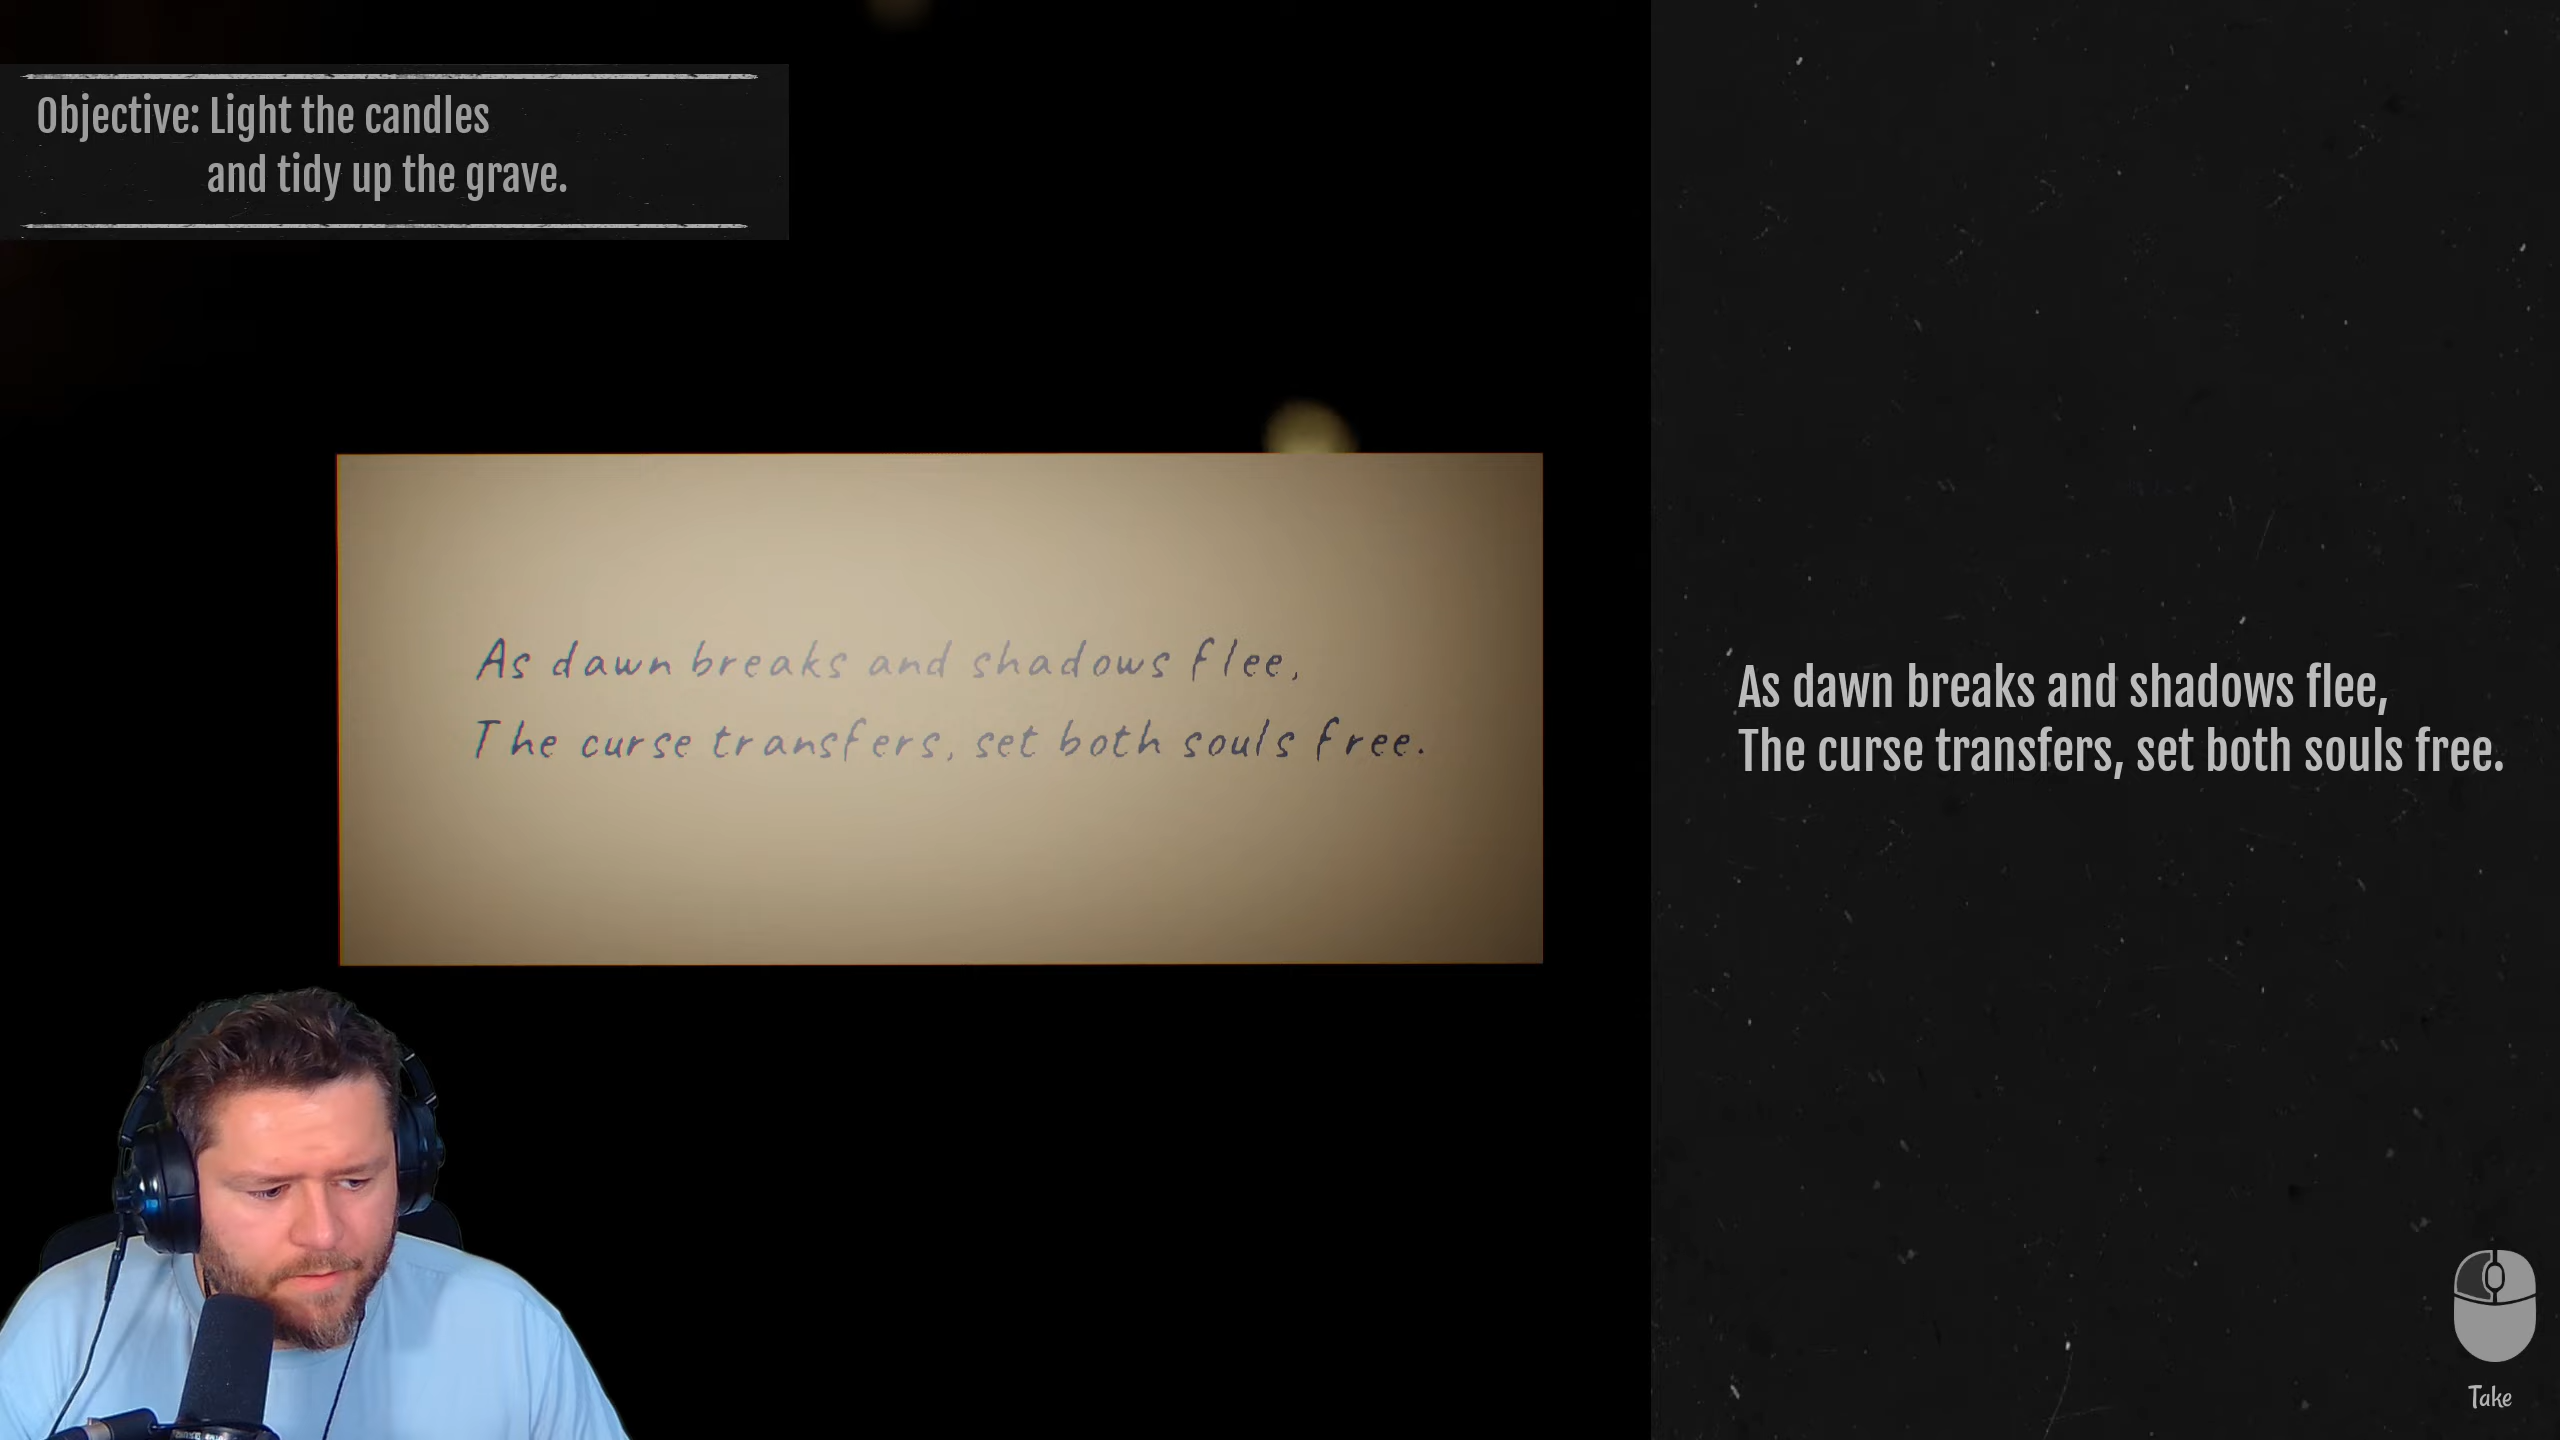 Objective: Light the candles
and tidy up the grave.
As dawn breaks and shadows flee,
The curse transfers, set both souls free.
As dawn breaks and shadows flee,
The curse transfers, set both souls free.
Take